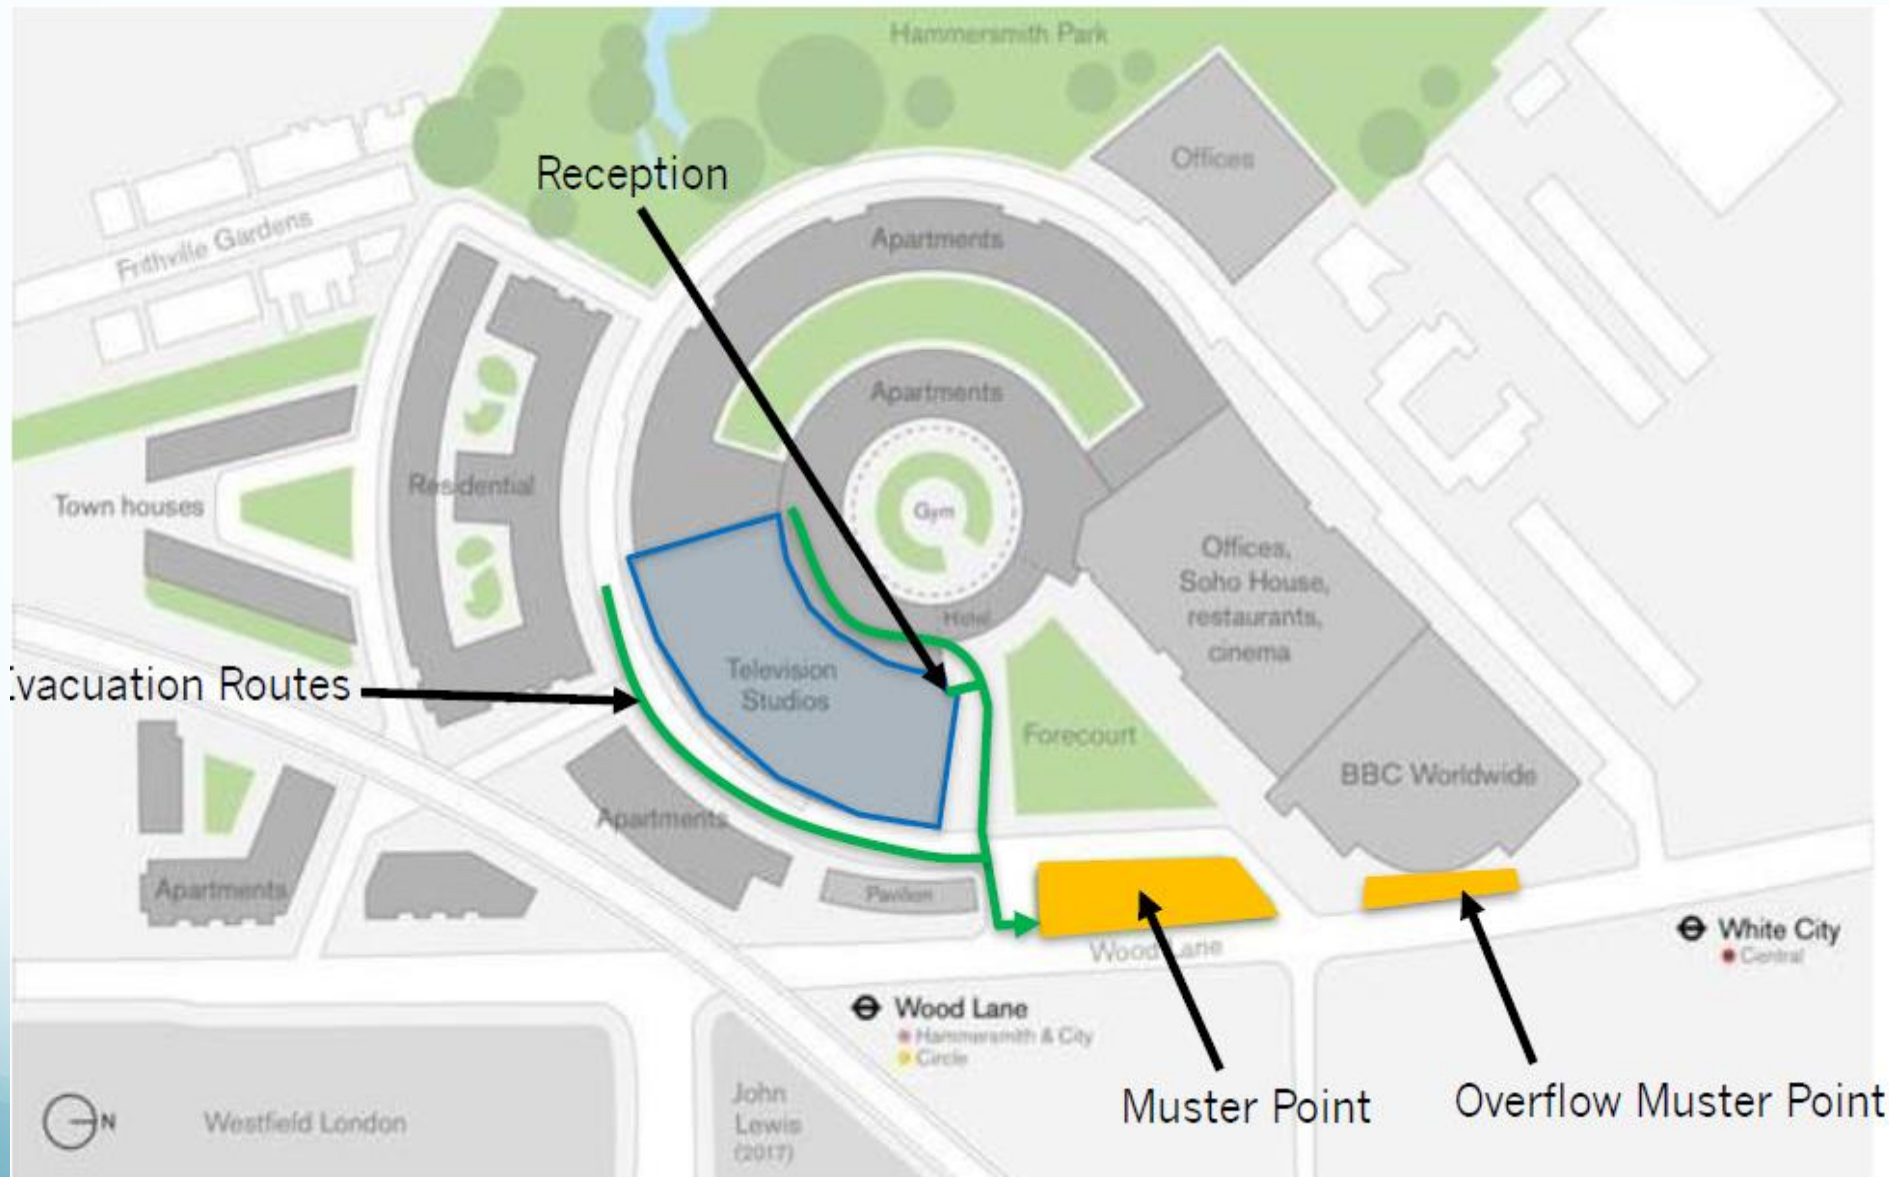 Hammersmith Park
Reception
Offices
Frithville Gardens
Apartments
Apartments
Town houses
Residential
Gym
Offices,
Soho House,
restaurants,
cinema
Hotel
Television
Studios
vacuation Routes
Forecourt
BBC Worldwide
Apartments
Apartments
Pavilion
Wood Lane
White City
Central
Wood Lane
Hammersmith & City
Circle
John
Lewis
(2017)
N
Westfield London
Muster Point
Overflow Muster Point